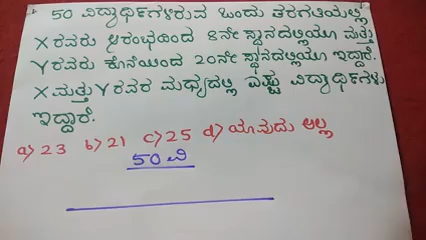 50 ವಿದ್ಯಾರ್ಥಿಗಳಿರುವ ಒಂದು ತರಗತಿಯಲ್ಲಿ
X ರವರು ಪ್ರಾರಂಭದಿಂದ 8ನೇ ಸ್ಥಾನದಲ್ಲಿಯೂ ಮತ್ತು
Y ರವರು ಕೊನೆಯಿಂದ 20ನೇ ಸ್ಥಾನದಲ್ಲಿಯೂ ಇದ್ದಾರೆ.
X ಮತ್ತು Y ರವರ ಮಧ್ಯದಲ್ಲಿ ಎಷ್ಟು ವಿದ್ಯಾರ್ಥಿಗಳು
ಇದ್ದಾರೆ.
a) 23 b) 21 c) 25 d) ಯಾವುದು ಅಲ್ಲ
50 ವಿ